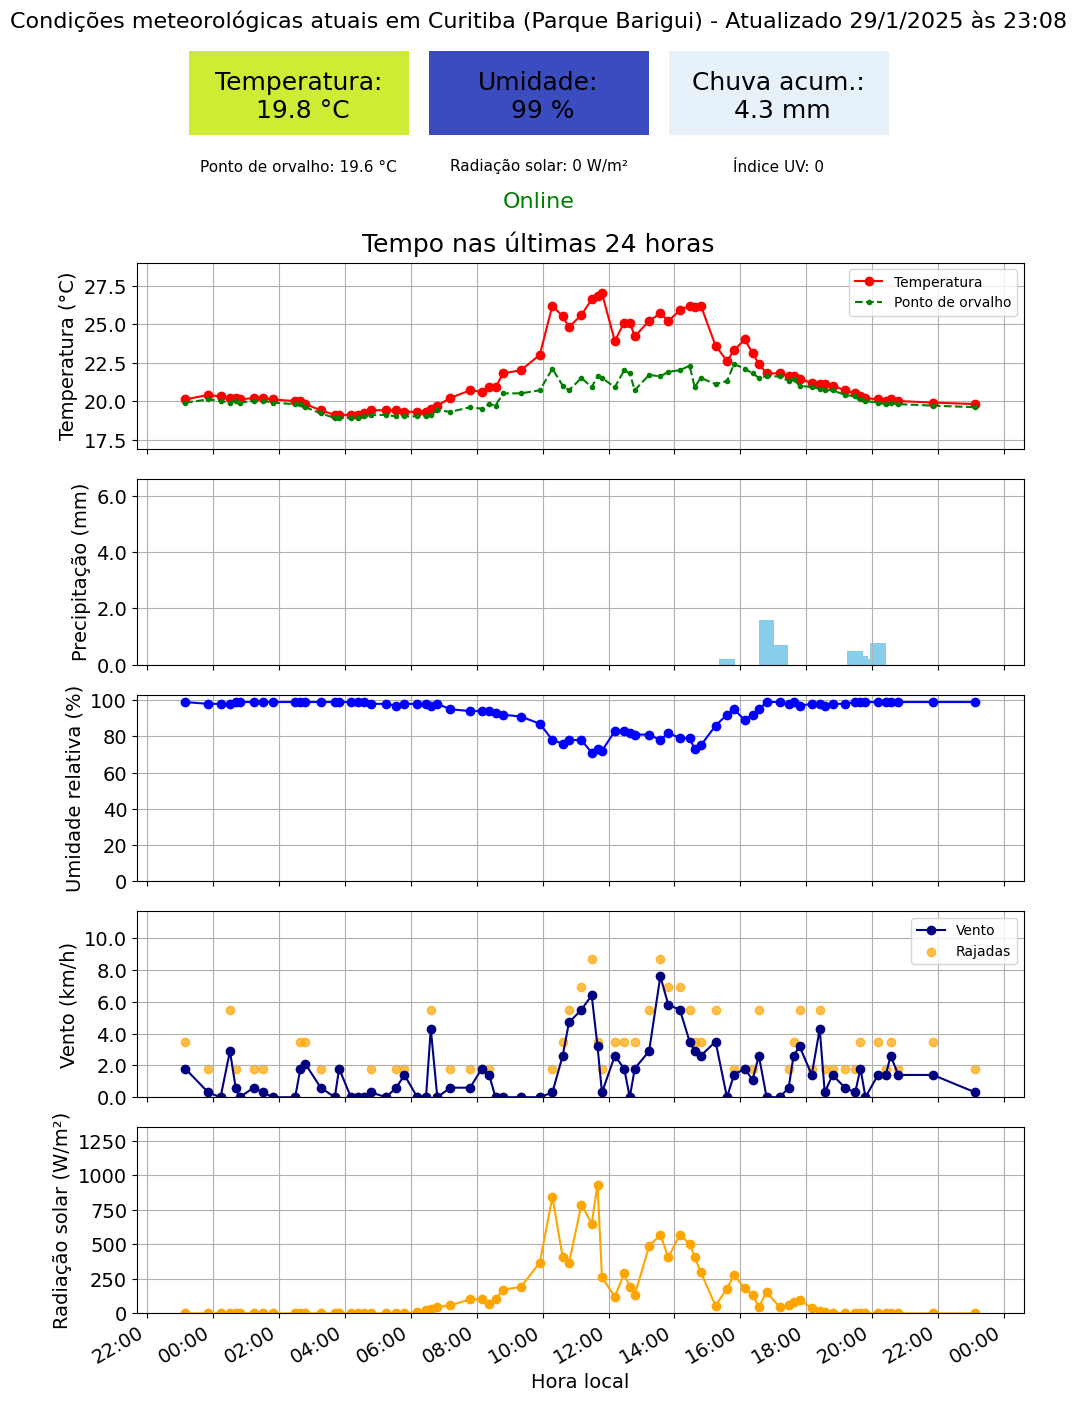 Condições meteorológicas atuais em Curitiba (Parque Barigui) - Atualizado 29/1/2025 às 23:08
Temperatura:
19.8 °C
Umidade:
99 %
Chuva acum.:
4.3 mm
Ponto de orvalho: 19.6 °C
Radiação solar: 0 W/m²
Índice UV: 0
Online
Tempo nas últimas 24 horas
Temperatura (°C)
27.5
25.0
22.5
20.0
17.5
Temperatura
Ponto de orvalho
Precipitação (mm)
6.0
4.0
2.0
0.0
Umidade relativa (%)
100
80
60
40
20
0
Vento (km/h)
10.0
8.0
6.0
4.0
2.0
0.0
Vento
Rajadas
Radiação solar (W/m²)
1250
1000
750
500
250
0
22:00
00:00
02:00
04:00
06:00
08:00
10:00
12:00
14:00
16:00
18:00
20:00
22:00
00:00
Hora local